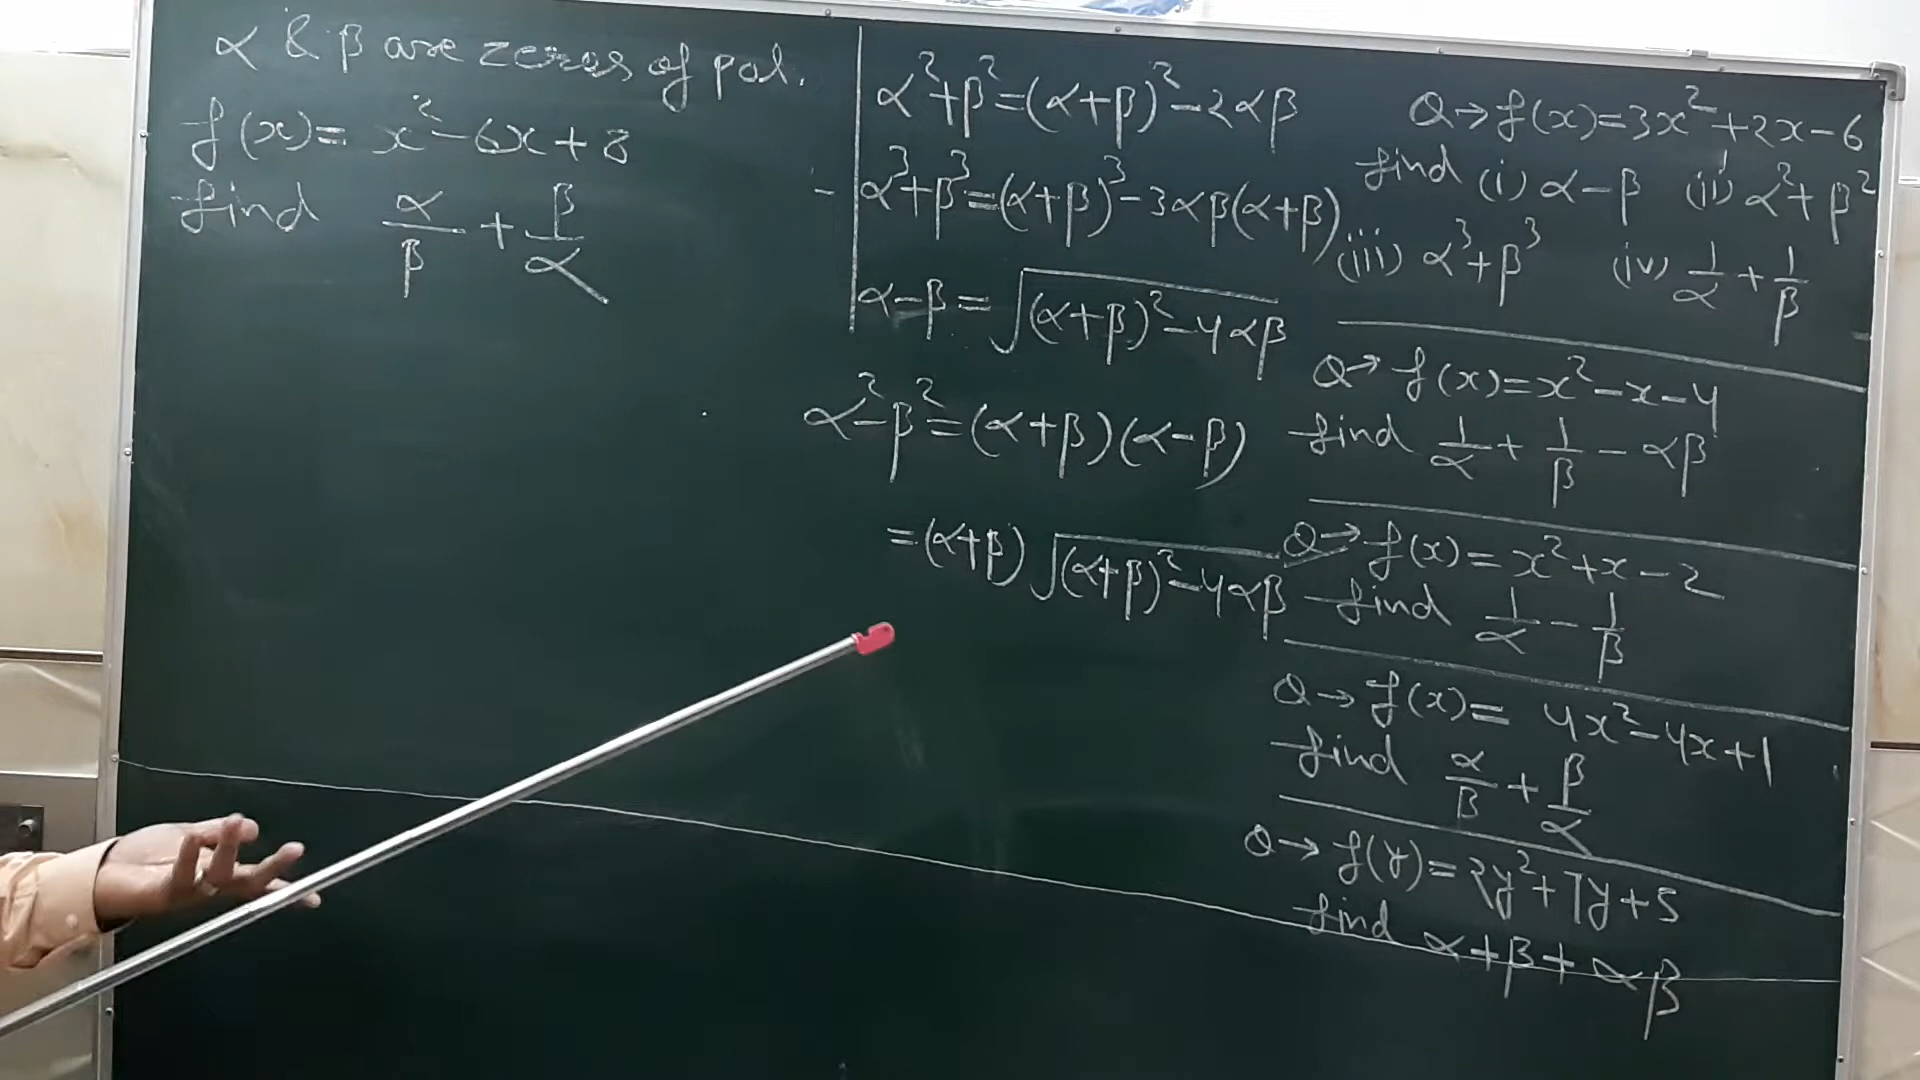 α & β are zeros of pol.
f(x)= x²-6x+8
find α/β + β/α
α²+β²=(α+β)²-2αβ
α³+β³=(α+β)³-3αβ(α+β)
α-β=√(α+β)²-4αβ
α²-β²=(α+β)(α-β)
=(α+β)√(α+β)²-4αβ
Q→f(x)=3x²+2x-6
find (i) α-β (ii) α²+β²
(iii) α³+β³ (iv) 1/α+1/β
Q→ f(x)=x²-x-4
find 1/α + 1/β - αβ
Q→ f(x)= x²+x-2
find 1/α - 1/β
Q→ f(x)= 4x²-4x+1
find α/β + β/α
Q→ f(y)=2y²+7y+5
find α+β+αβ